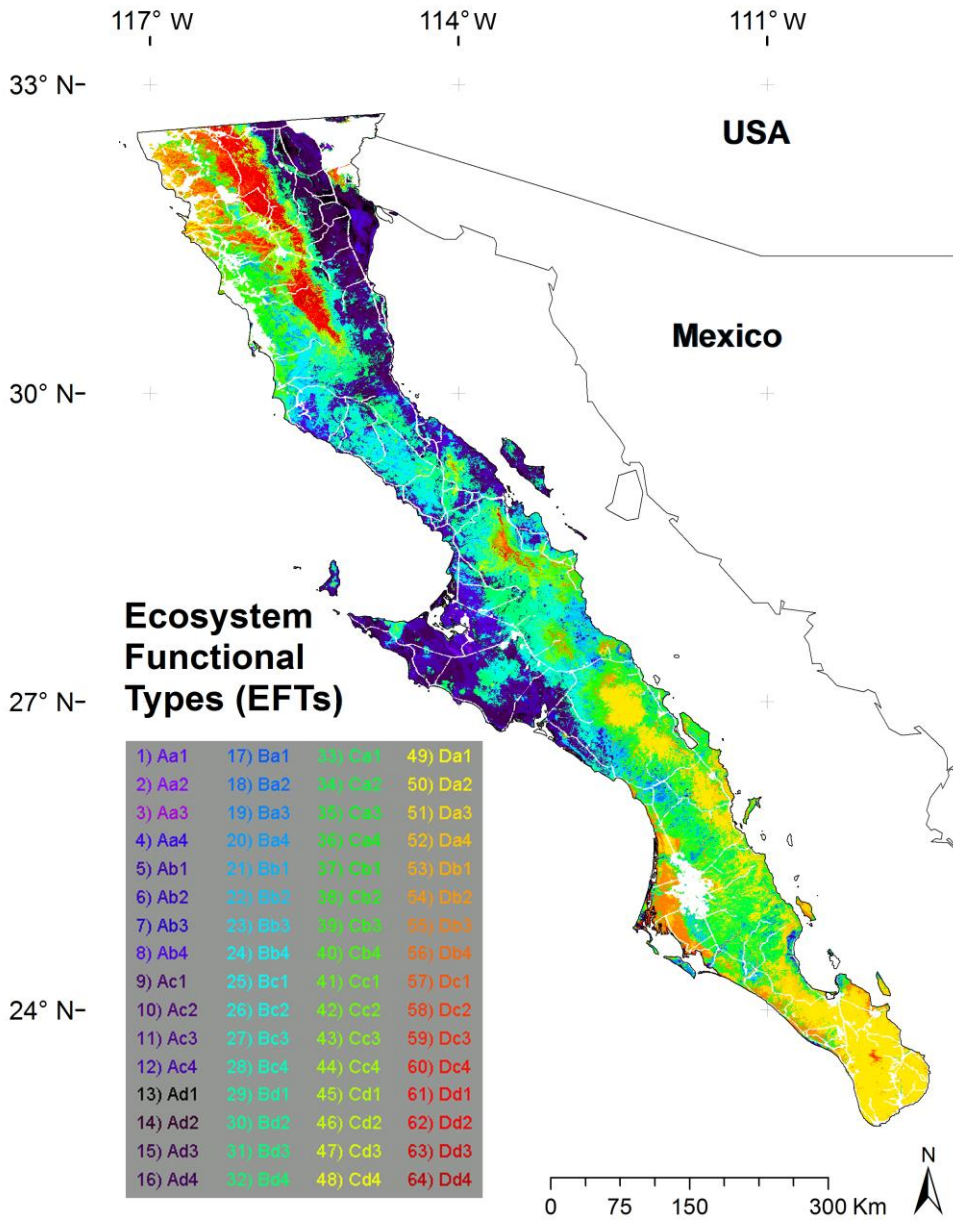 117° W 114° W 111° W
33° N
USA
Mexico
30° N
Ecosystem
Functional
Types (EFTs)
27° N
1) Aa1 17) Ba1 33) Ca1 49) Da1
2) Aa2 18) Ba2 34) Ca2 50) Da2
3) Aa3 19) Ba3 35) Ca3 51) Da3
4) Aa4 20) Ba4 36) Ca4 52) Da4
5) Ab1 21) Bb1 37) Cb1 53) Db1
6) Ab2 22) Bb2 38) Cb2 54) Db2
7) Ab3 23) Bb3 39) Cb3 55) Db3
8) Ab4 24) Bb4 40) Cb4 56) Db4
9) Ac1 25) Bc1 41) Cc1 57) Dc1
10) Ac2 26) Bc2 42) Cc2 58) Dc2
24° N
11) Ac3 27) Bc3 43) Cc3 59) Dc3
12) Ac4 28) Bc4 44) Cc4 60) Dc4
13) Ad1 29) Bd1 45) Cd1 61) Dd1
14) Ad2 30) Bd2 46) Cd2 62) Dd2
15) Ad3 31) Bd3 47) Cd3 63) Dd3
16) Ad4 32) Bd4 48) Cd4 64) Dd4
N
0 75 150 300 Km